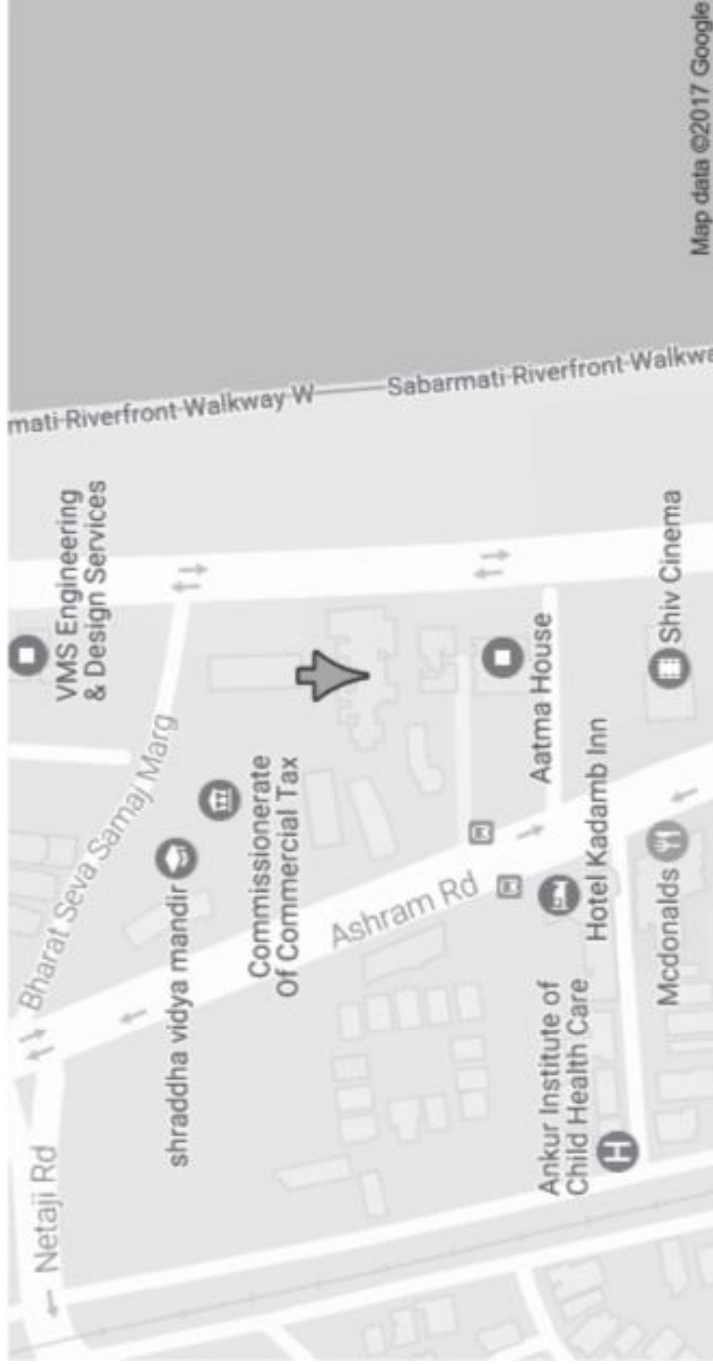 Netaji Rd
Bharat Seva Samaj Marg
VMS Engineering
& Design Services
mati Riverfront Walkway W
shraddha vidya mandir
Commissionerate
Of Commercial Tax
Ashram Rd
Sabarmati Riverfront Walkwa
Ankur Institute of
Child Health Care
H
Hotel Kadamb Inn
Aatma House
Mcdonalds
Shiv Cinema
Map data ©2017 Google